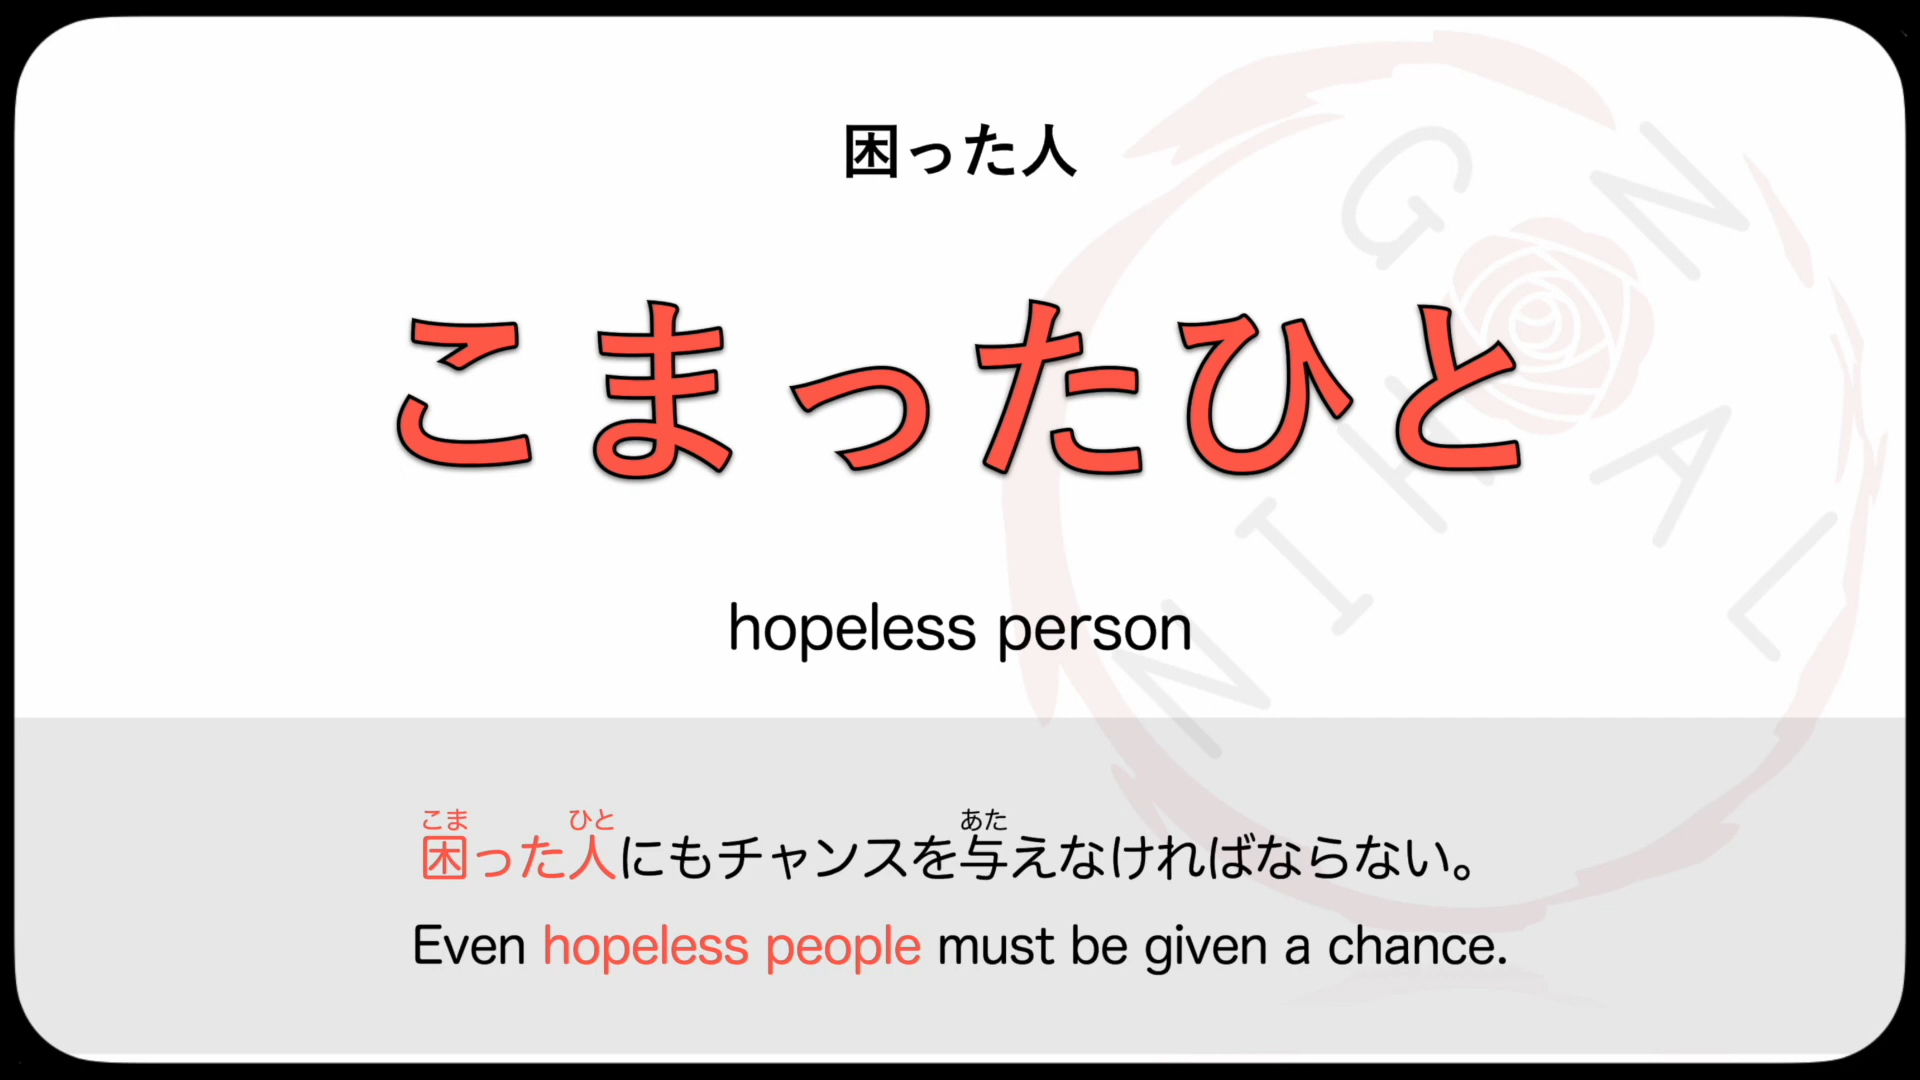 困った人
こまったひと
hopeless person
こま ひと あた
困った人にもチャンスを与えなければならない。
Even hopeless people must be given a chance.
NIHON
GAL